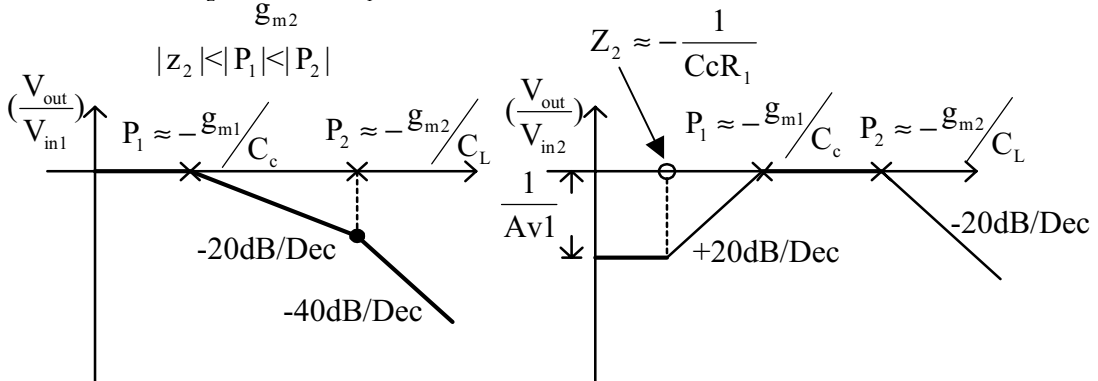 g_m2
|z_2|<|P_1|<|P_2|
(V_out/V_in1)
P_1 ≈ - g_m1/C_c
P_2 ≈ - g_m2/C_L
-20dB/Dec
-40dB/Dec
Z_2 ≈ - 1/CcR_1
(V_out/V_in2)
P_1 ≈ - g_m1/C_c
P_2 ≈ - g_m2/C_L
1/Av1
+20dB/Dec
-20dB/Dec